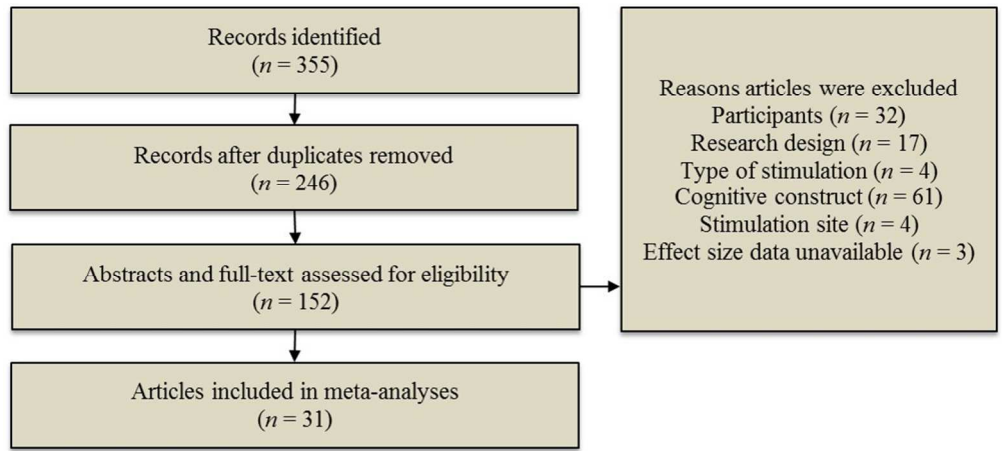 Records identified
(n = 355)
Records after duplicates removed
(n = 246)
Abstracts and full-text assessed for eligibility
(n = 152)
Articles included in meta-analyses
(n = 31)
Reasons articles were excluded
Participants (n = 32)
Research design (n = 17)
Type of stimulation (n = 4)
Cognitive construct (n = 61)
Stimulation site (n = 4)
Effect size data unavailable (n = 3)